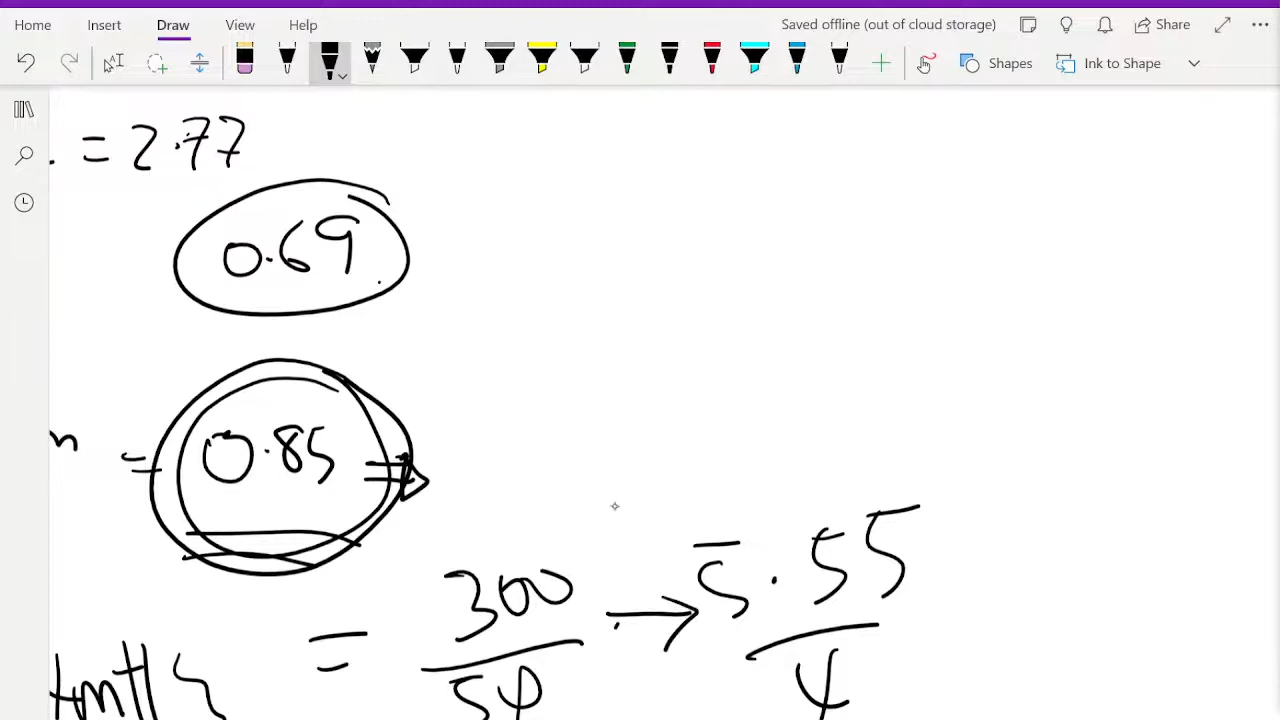 Home Insert Draw View Help Saved offline (out of cloud storage) Share
Shapes Ink to Shape
. = 2.77
0.69
n = 0.85 ⇒
= 300/54 → 5.55/4